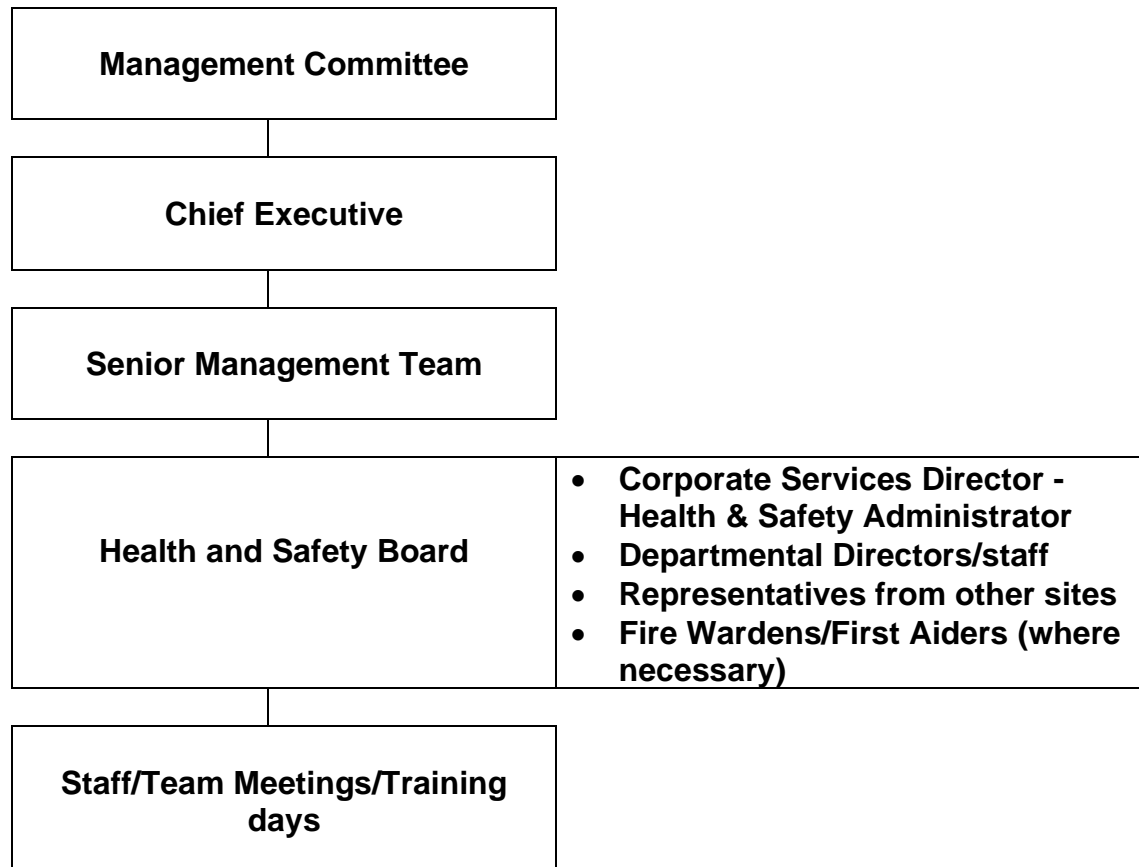 Management Committee
Chief Executive
Senior Management Team
Health and Safety Board
• Corporate Services Director -
Health & Safety Administrator
• Departmental Directors/staff
• Representatives from other sites
• Fire Wardens/First Aiders (where
necessary)
Staff/Team Meetings/Training
days